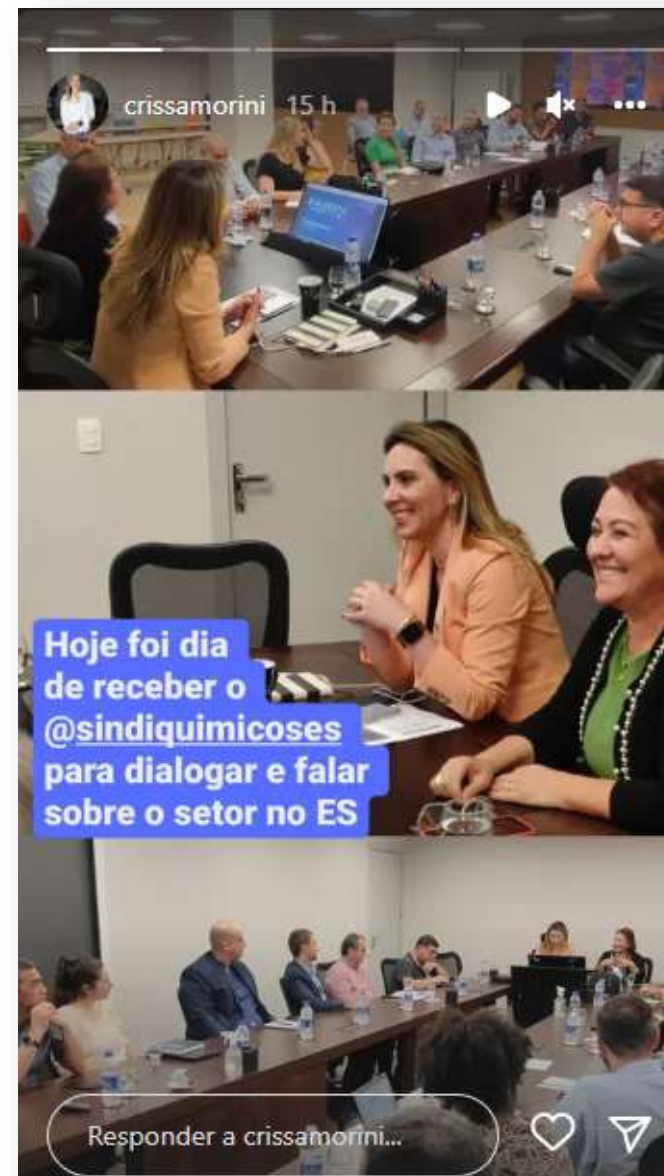 crissamorini 15 h
Hoje foi dia
de receber o
@sindiquimicoses
para dialogar e falar
sobre o setor no ES
Responder a crissamorini...